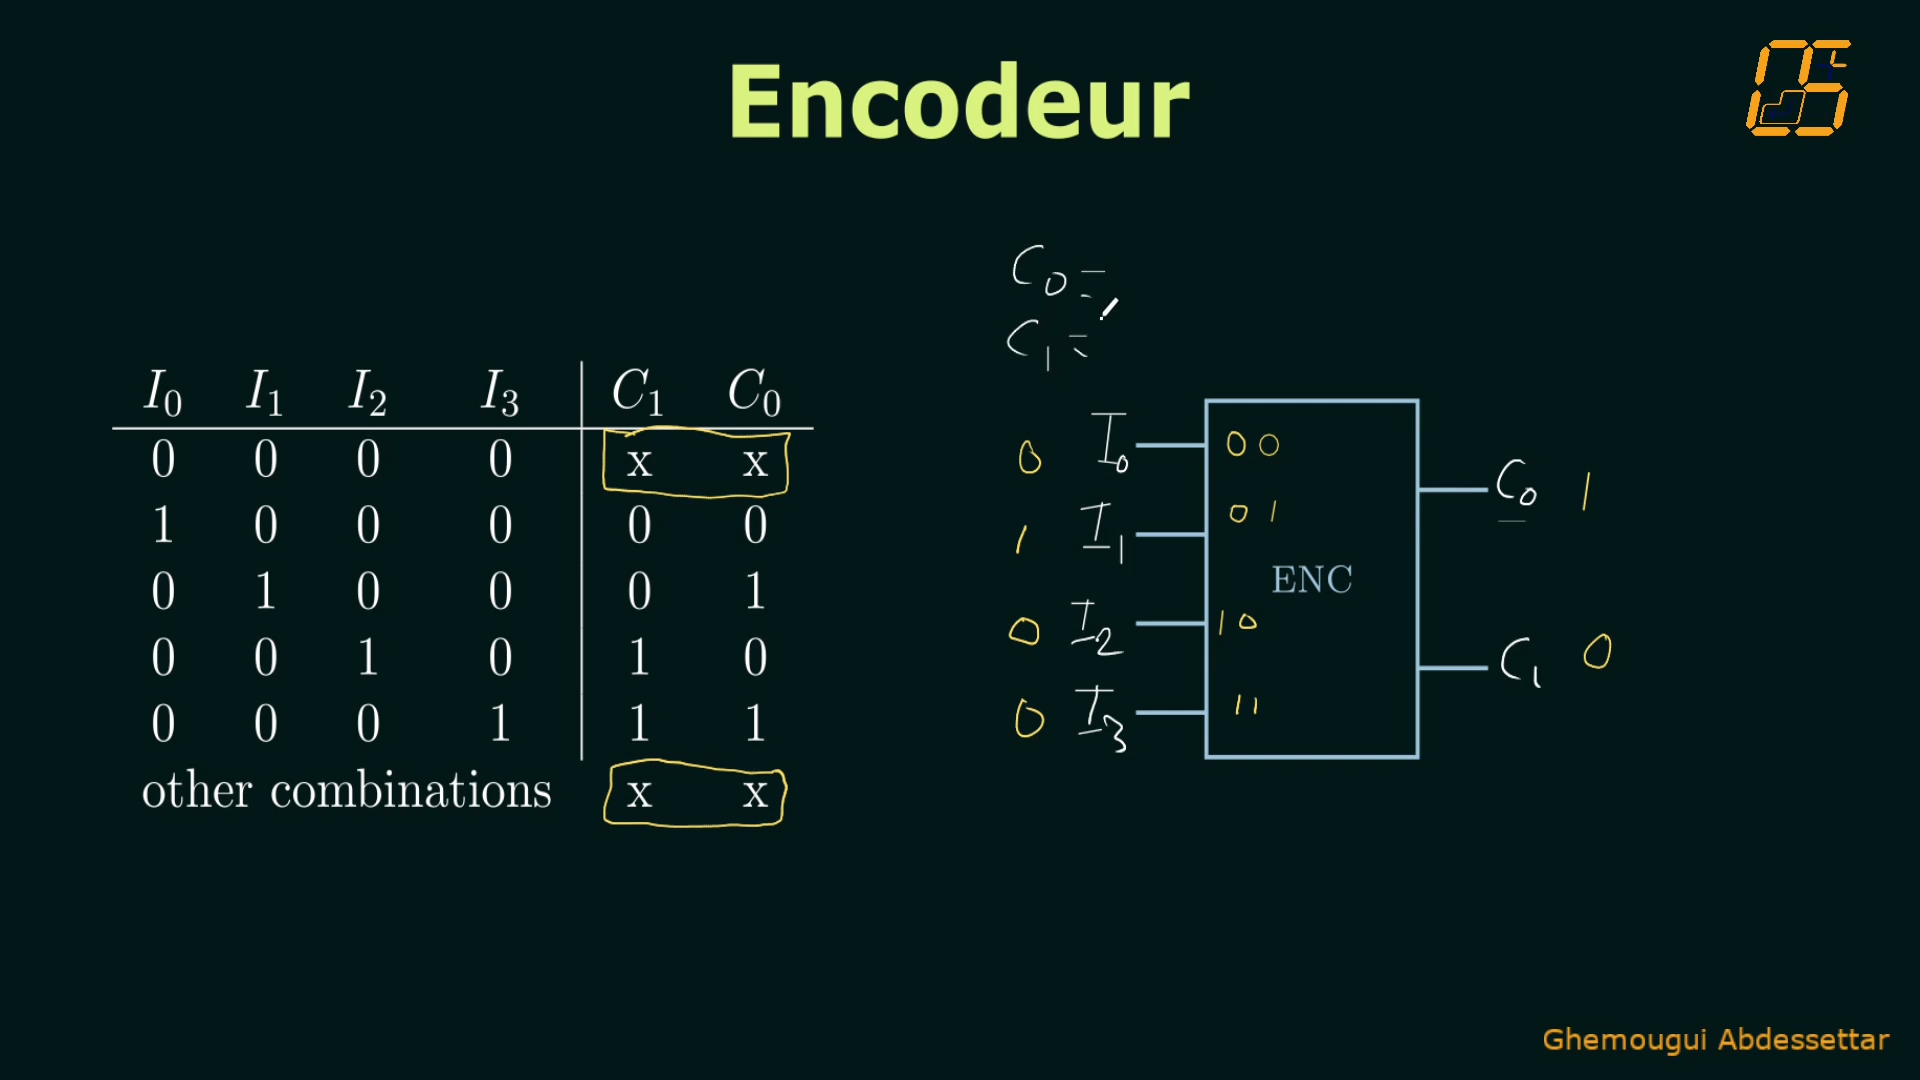 Encodeur
C0=
C1=
I0 I1 I2 I3 C1 C0
0 0 0 0 x x
1 0 0 0 0 0
0 1 0 0 0 1
0 0 1 0 1 0
0 0 0 1 1 1
other combinations x x
0 I0 00
C0 1
1 I1 01
ENC
0 I2 10
C1 0
0 I3 11
Ghemougui Abdessettar